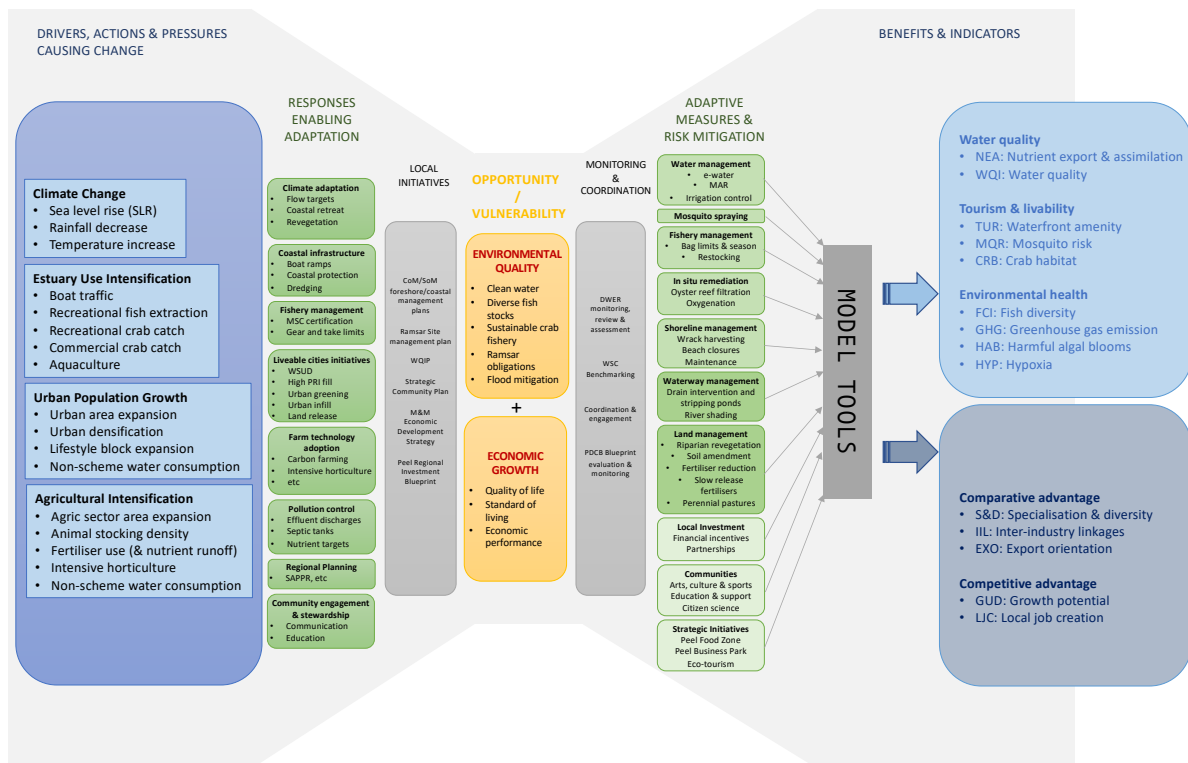 DRIVERS, ACTIONS & PRESSURES
CAUSING CHANGE
Climate Change
• Sea level rise (SLR)
• Rainfall decrease
• Temperature increase
Estuary Use Intensification
• Boat traffic
• Recreational fish extraction
• Recreational crab catch
• Commercial crab catch
• Aquaculture
Urban Population Growth
• Urban area expansion
• Urban densification
• Lifestyle block expansion
• Non-scheme water consumption
Agricultural Intensification
• Agric sector area expansion
• Animal stocking density
• Fertiliser use (& nutrient runoff)
• Intensive horticulture
• Non-scheme water consumption
RESPONSES
ENABLING
ADAPTATION
Climate adaptation
• Flow targets
• Coastal retreat
• Revegetation
Coastal infrastructure
• Boat ramps
• Coastal protection
• Dredging
Fishery management
• MSC certification
• Gear and take limits
Liveable cities initiatives
• WSUD
• High PRI fill
• Urban greening
• Urban infill
• Land release
Farm technology
adoption
• Carbon farming
• Intensive horticulture
• etc
Pollution control
• Effluent discharges
• Septic tanks
• Nutrient targets
Regional Planning
• SAPPR, etc
Community engagement
& stewardship
• Communication
• Education
LOCAL
INITIATIVES
CoM/SoM
foreshore/coastal
management
plans
Ramsar Site
management plan
WQIP
Strategic
Community Plan
M&M
Economic
Development
Strategy
Peel Regional
Investment
Blueprint
OPPORTUNITY
/
VULNERABILITY
ENVIRONMENTAL
QUALITY
• Clean water
• Diverse fish
stocks
• Sustainable crab
fishery
• Ramsar
obligations
• Flood mitigation
+
ECONOMIC
GROWTH
• Quality of life
• Standard of
living
• Economic
performance
MONITORING
&
COORDINATION
DWER
monitoring,
review &
assessment
WSC
Benchmarking
Coordination &
engagement
PDCB Blueprint
evaluation &
monitoring
ADAPTIVE
MEASURES &
RISK MITIGATION
Water management
• e-water
• MAR
• Irrigation control
Mosquito spraying
Fishery management
• Bag limits & season
• Restocking
In situ remediation
Oyster reef filtration
Oxygenation
Shoreline management
Wrack harvesting
Beach closures
Maintenance
Waterway management
Drain intervention and
stripping ponds
River shading
Land management
• Riparian revegetation
• Soil amendment
• Fertiliser reduction
• Slow release
fertilisers
• Perennial pastures
Local Investment
Financial incentives
Partnerships
Communities
Arts, culture & sports
Education & support
Citizen science
Strategic Initiatives
Peel Food Zone
Peel Business Park
Eco-tourism
MODEL TOOLS
BENEFITS & INDICATORS
Water quality
• NEA: Nutrient export & assimilation
• WQI: Water quality
Tourism & livability
• TUR: Waterfront amenity
• MQR: Mosquito risk
• CRB: Crab habitat
Environmental health
• FCI: Fish diversity
• GHG: Greenhouse gas emission
• HAB: Harmful algal blooms
• HYP: Hypoxia
Comparative advantage
• S&D: Specialisation & diversity
• IIL: Inter-industry linkages
• EXO: Export orientation
Competitive advantage
• GUD: Growth potential
• LJC: Local job creation